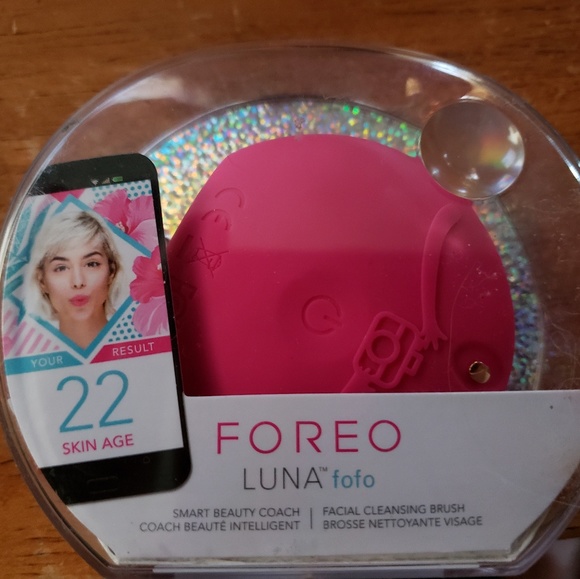 YOUR
RESULT
22
SKIN AGE
FOREO
LUNA™ fofo
SMART BEAUTY COACH | FACIAL CLEANSING BRUSH
COACH BEAUTÉ INTELLIGENT | BROSSE NETTOYANTE VISAGE
CE